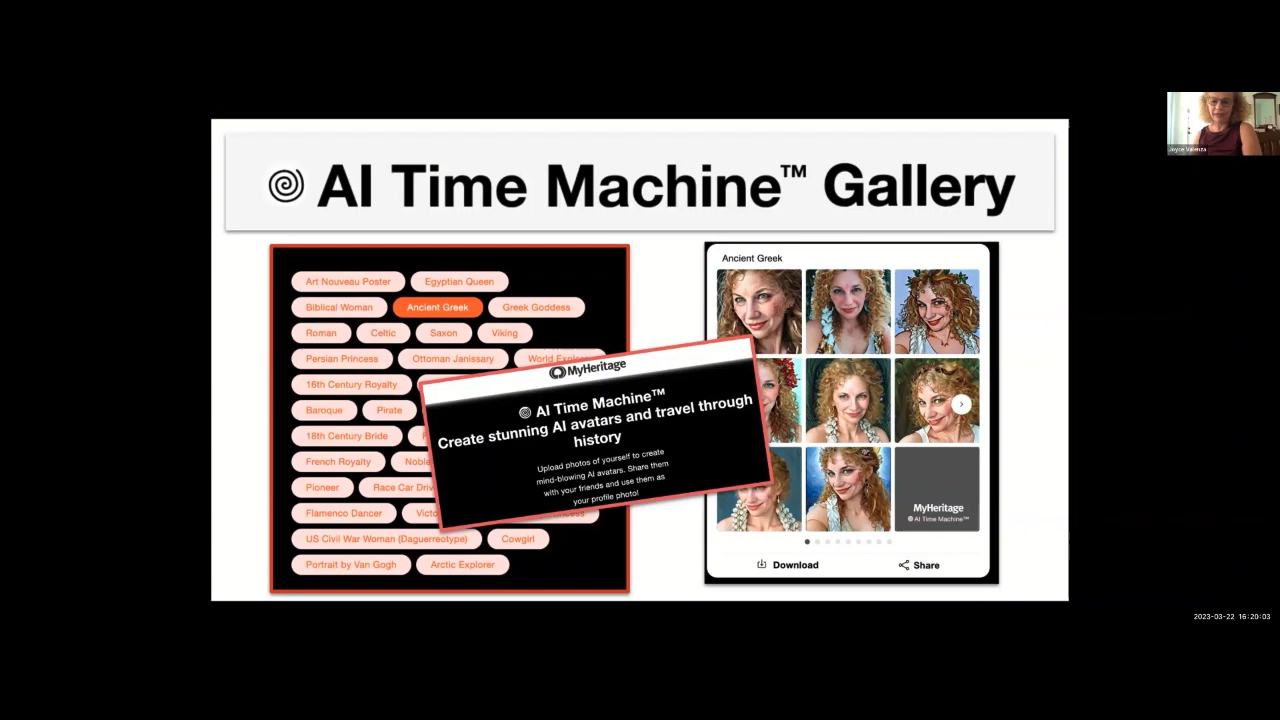 AI Time Machine™ Gallery
Art Nouveau Poster
Egyptian Queen
Biblical Woman
Ancient Greek
Greek Goddess
Roman
Celtic
Saxon
Viking
Persian Princess
Ottoman Janissary
World
16th Century Royalty
Baroque
Pirate
18th Century Bride
French Royalty
Pioneer
Race Car
Flamenco Dancer
US Civil War Woman (Daguerreotype)
Cowgirl
Portrait by Van Gogh
Arctic Explorer
MyHeritage
AI Time Machine™
Create stunning AI avatars and travel through
history
Upload photos of yourself to create
mind-blowing AI avatars. Share them
with your friends and use them as
your profile photo!
Ancient Greek
MyHeritage
AI Time Machine™
Download
Share
Joyce Valenza
2023-03-22 16:20:03